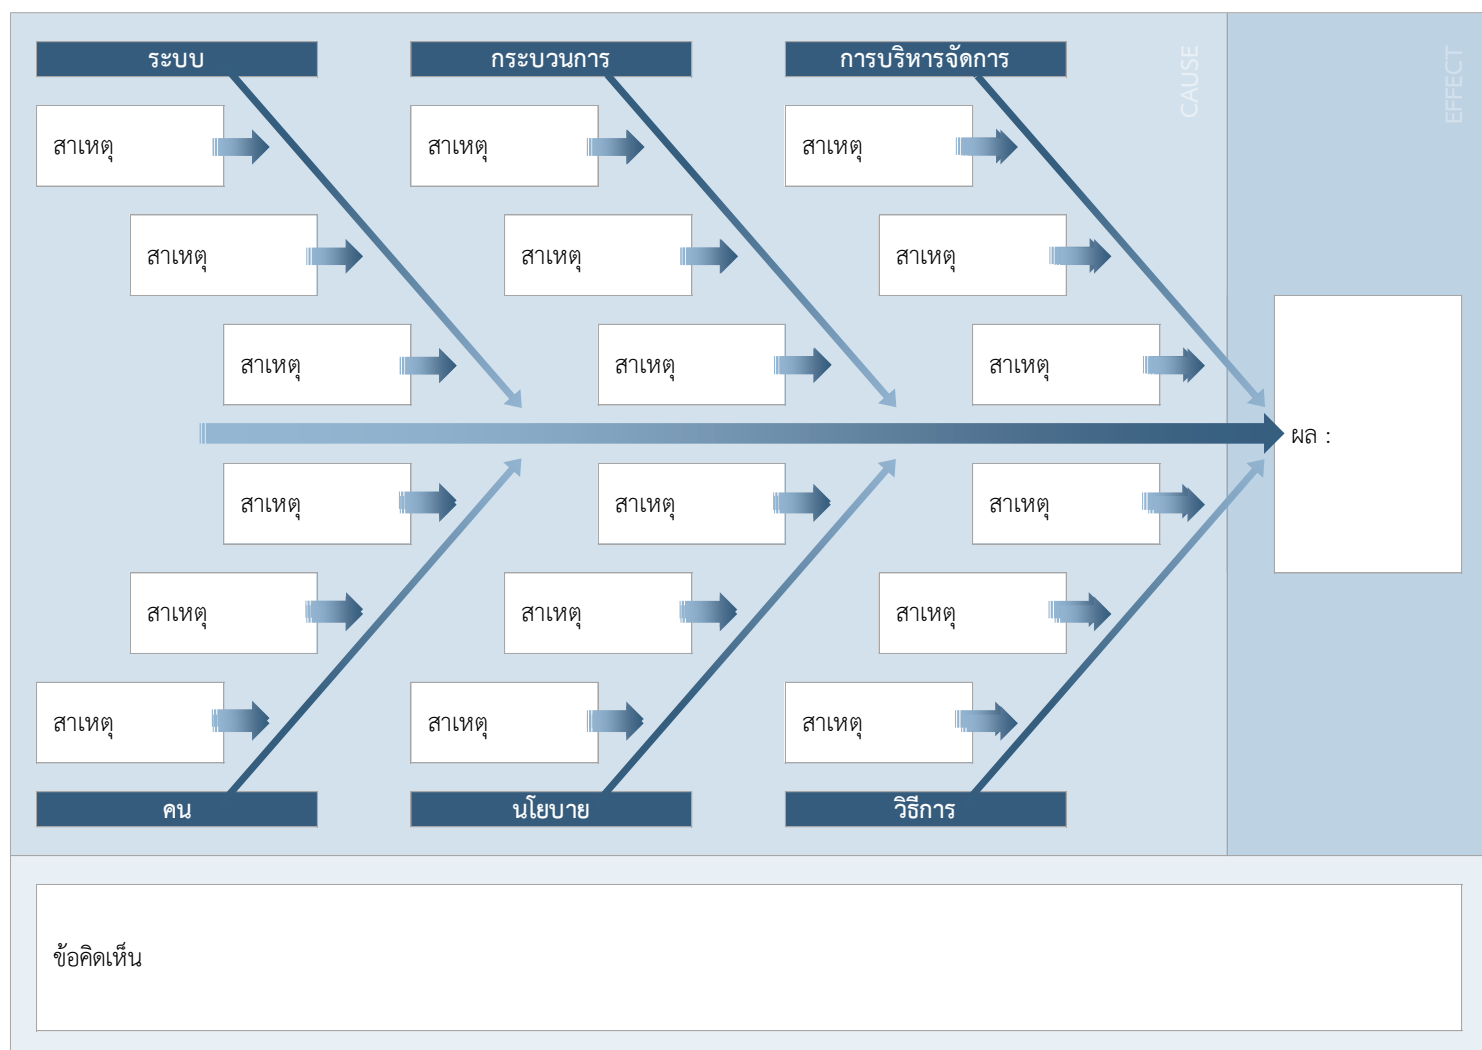 ระบบ
กระบวนการ
การบริหารจัดการ
CAUSE
EFFECT
สาเหตุ
สาเหตุ
สาเหตุ
สาเหตุ
สาเหตุ
สาเหตุ
สาเหตุ
สาเหตุ
สาเหตุ
ผล :
สาเหตุ
สาเหตุ
สาเหตุ
สาเหตุ
สาเหตุ
สาเหตุ
สาเหตุ
สาเหตุ
สาเหตุ
คน
นโยบาย
วิธีการ
ข้อคิดเห็น